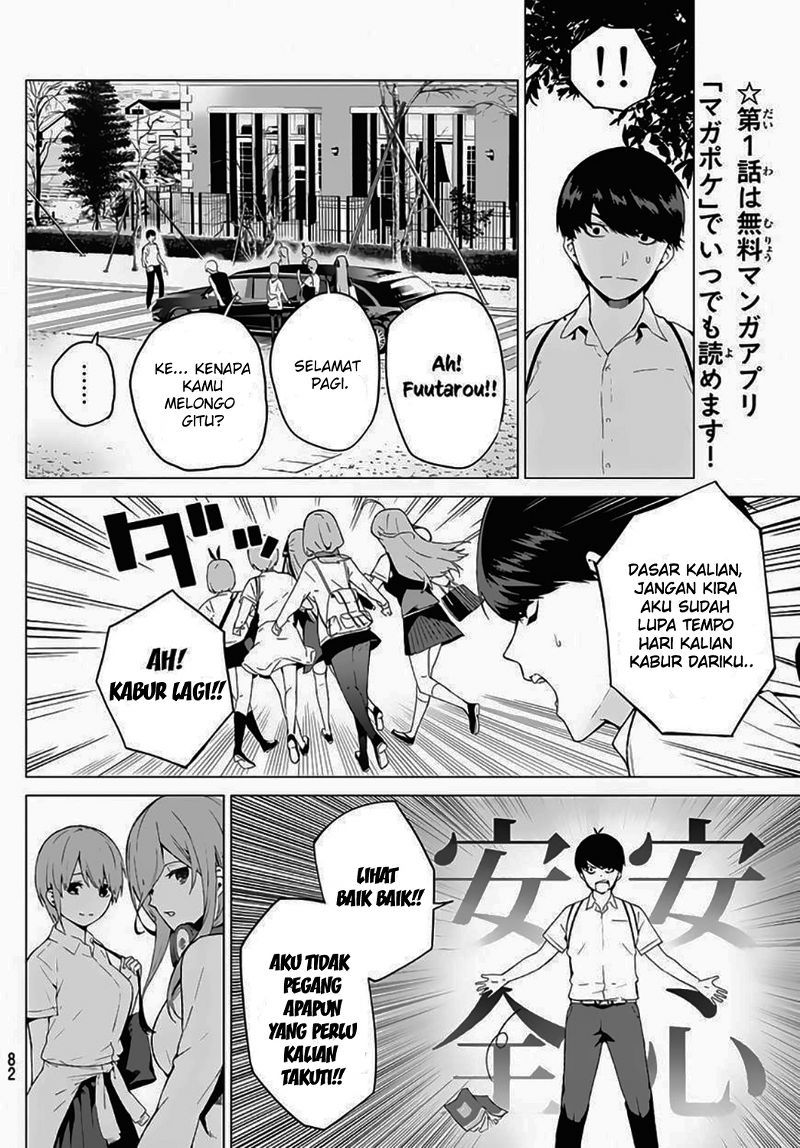 !!
☆第1話は無料マンガアプリ
「マガポケ」でいつでも読めます!
Ah!
Fuutarou!!
SELAMAT
PAGI.
KE... KENAPA
KAMU
MELONGO
GITU?
......
DASAR KALIAN,
JANGAN KIRA
AKU SUDAH
LUPA TEMPO
HARI KALIAN
KABUR DARIKU..
ダッ
AH!
KABUR LAGI!!
安心
安全
LIHAT
BAIK BAIK!!
AKU TIDAK
PEGANG
APAPUN
YANG PERLU
KALIAN
TAKUTI!!
82